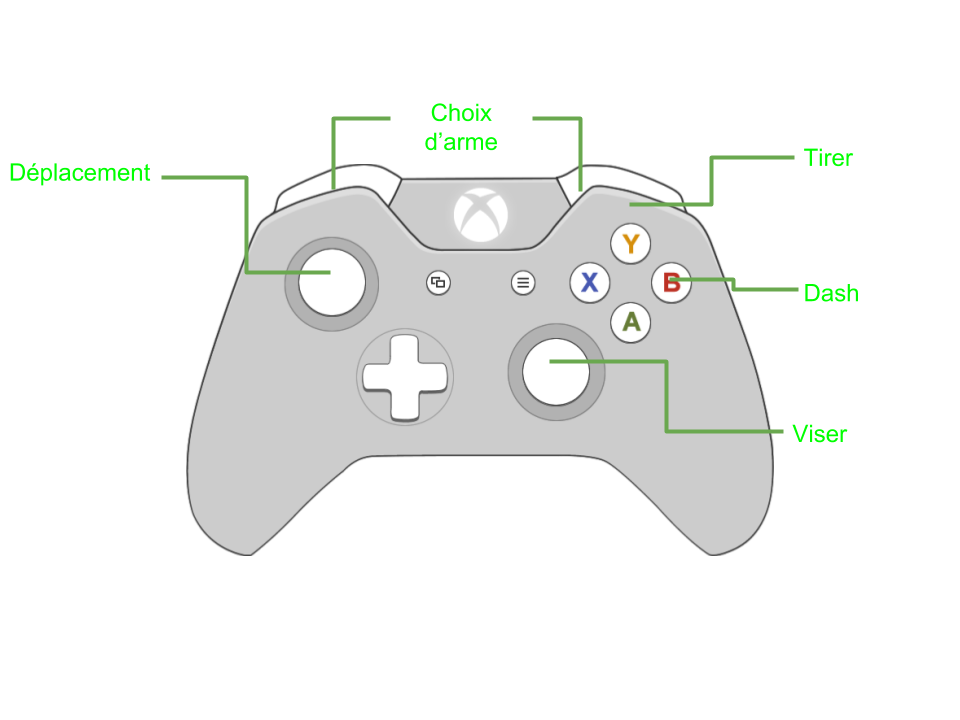 Choix
d’arme
Déplacement
Tirer
Y
X
B
Dash
A
Viser